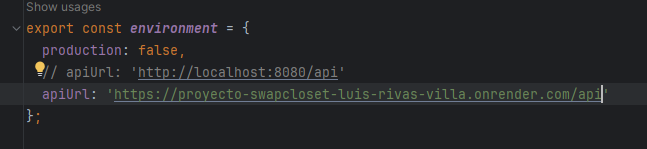 Show usages
export const environment = {
  production: false,
  // apiUrl: 'http://localhost:8080/api'
  apiUrl: 'https://proyecto-swapcloset-luis-rivas-villa.onrender.com/api'
};